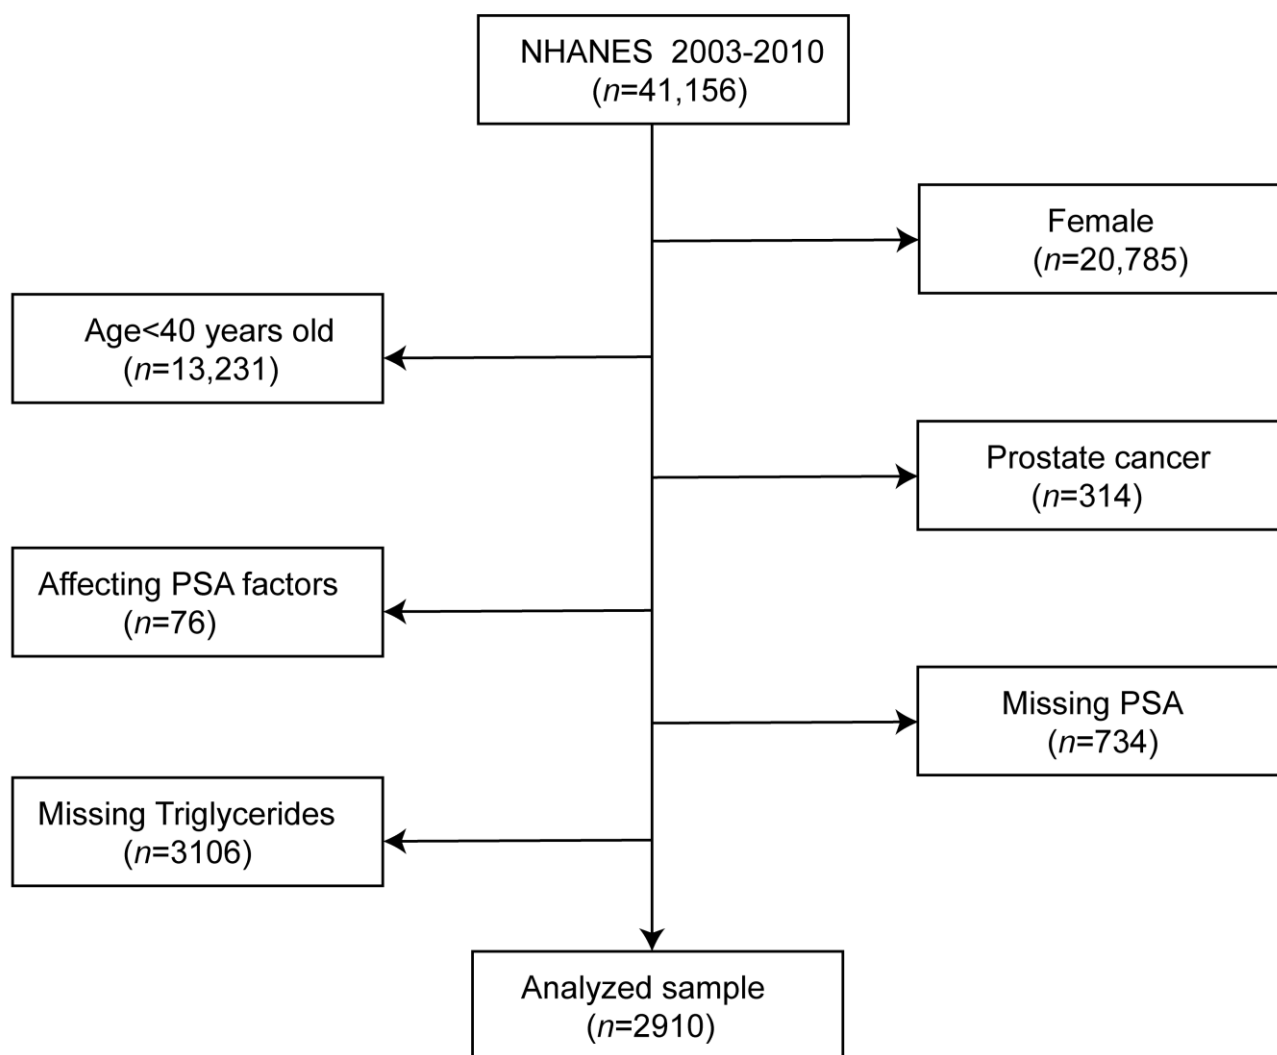 NHANES  2003-2010
(n=41,156)
Female
(n=20,785)
Age<40 years old
(n=13,231)
Prostate cancer
(n=314)
Affecting PSA factors
(n=76)
Missing PSA
(n=734)
Missing Triglycerides
(n=3106)
Analyzed sample
(n=2910)